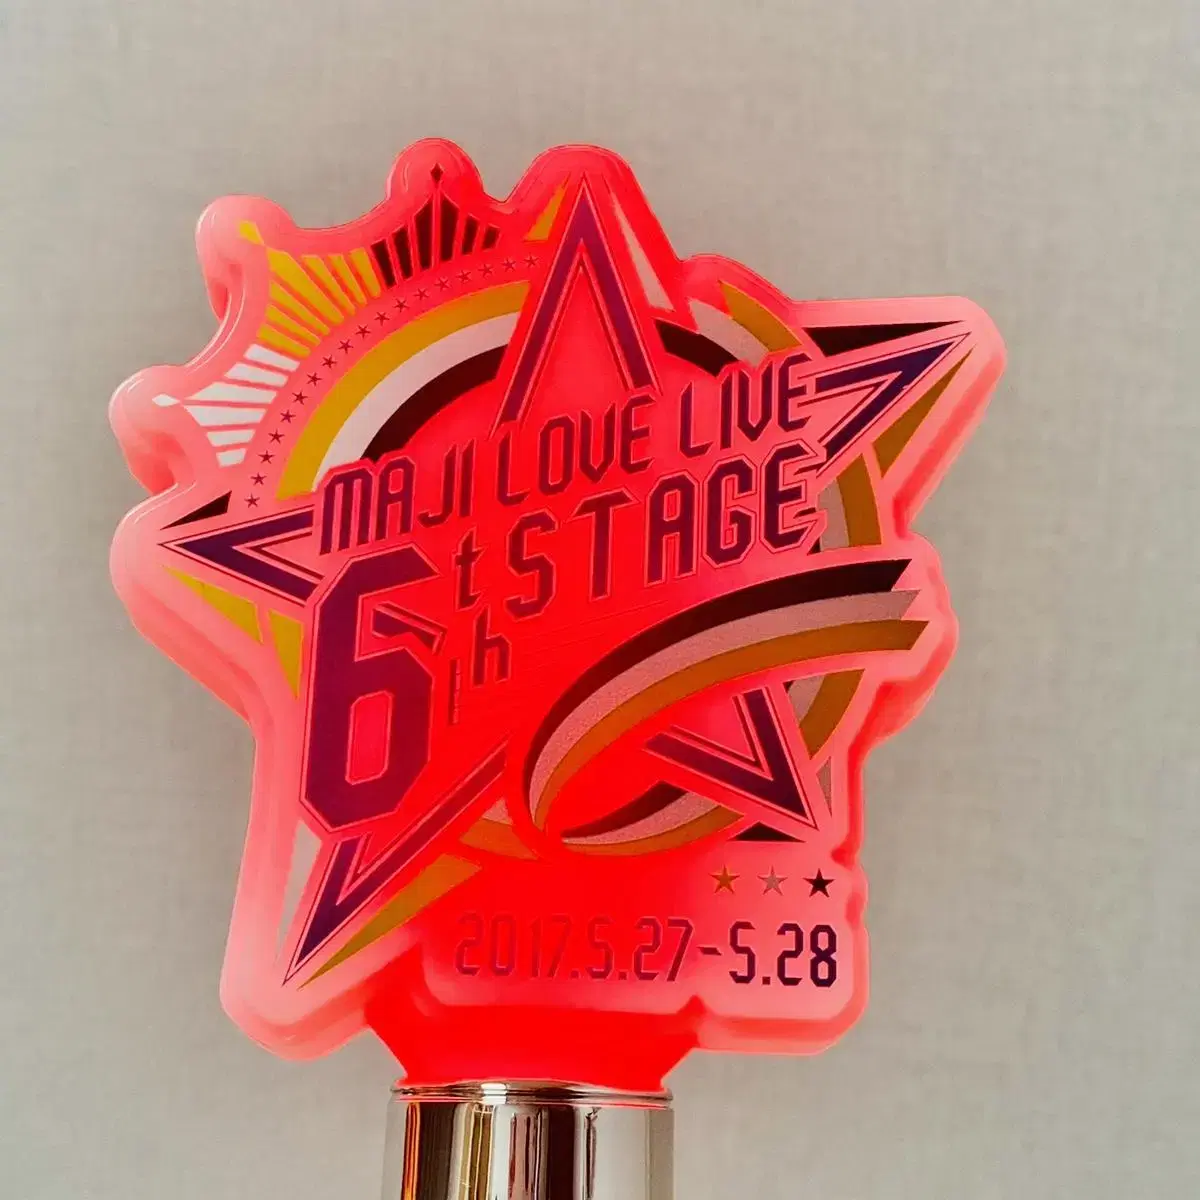 MAJI LOVE LIVE
6th STAGE
2017.5.27-5.28